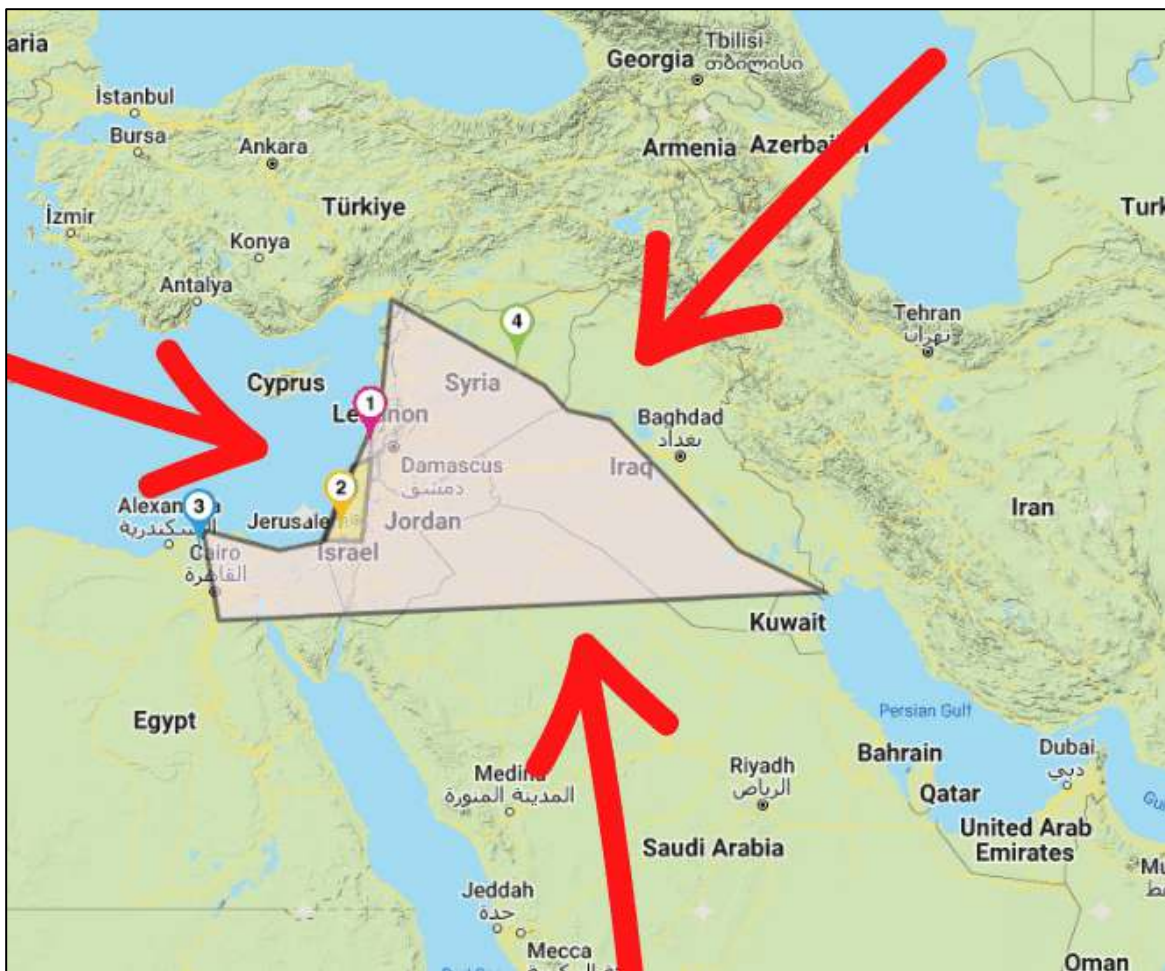 aria
Tbilisi
თბილისი
Georgia
İstanbul
Bursa
Ankara
Armenia
Azerbaijan
Türkiye
Turk
İzmir
Konya
Antalya
Tehran
تهران
4
Cyprus
Syria
1
Lebanon
Baghdad
بغداد
Damascus
دمشق
Iraq
2
Alexandria
الإسكندرية
3
Jerusalem
Jordan
Iran
Cairo
القاهرة
Israel
Kuwait
Egypt
Persian Gulf
Bahrain
Dubai
دبي
Medina
المدينة المنورة
Riyadh
الرياض
Qatar
United Arab
Emirates
Saudi Arabia
Mu
Jeddah
جدة
Mecca
Oman